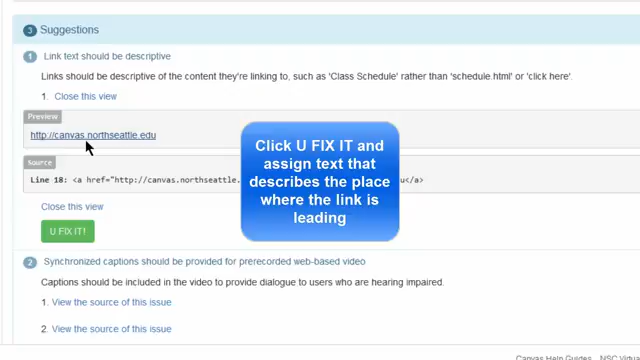 3 Suggestions
1 Link text should be descriptive
Links should be descriptive of the content they're linking to, such as 'Class Schedule' rather than 'schedule.html' or 'click here'.
1. Close this view
Preview
http://canvas.northseattle.edu
Source
Line 18: <a href="http://canvas.northseattle. u</a>
Click U FIX IT and
assign text that
describes the place
where the link is
leading
Close this view
U FIX IT!
2 Synchronized captions should be provided for prerecorded web-based video
Captions should be included in the video to provide dialogue to users who are hearing impaired.
1. View the source of this issue
2. View the source of this issue
Canvas Help Guides NSC Virtua